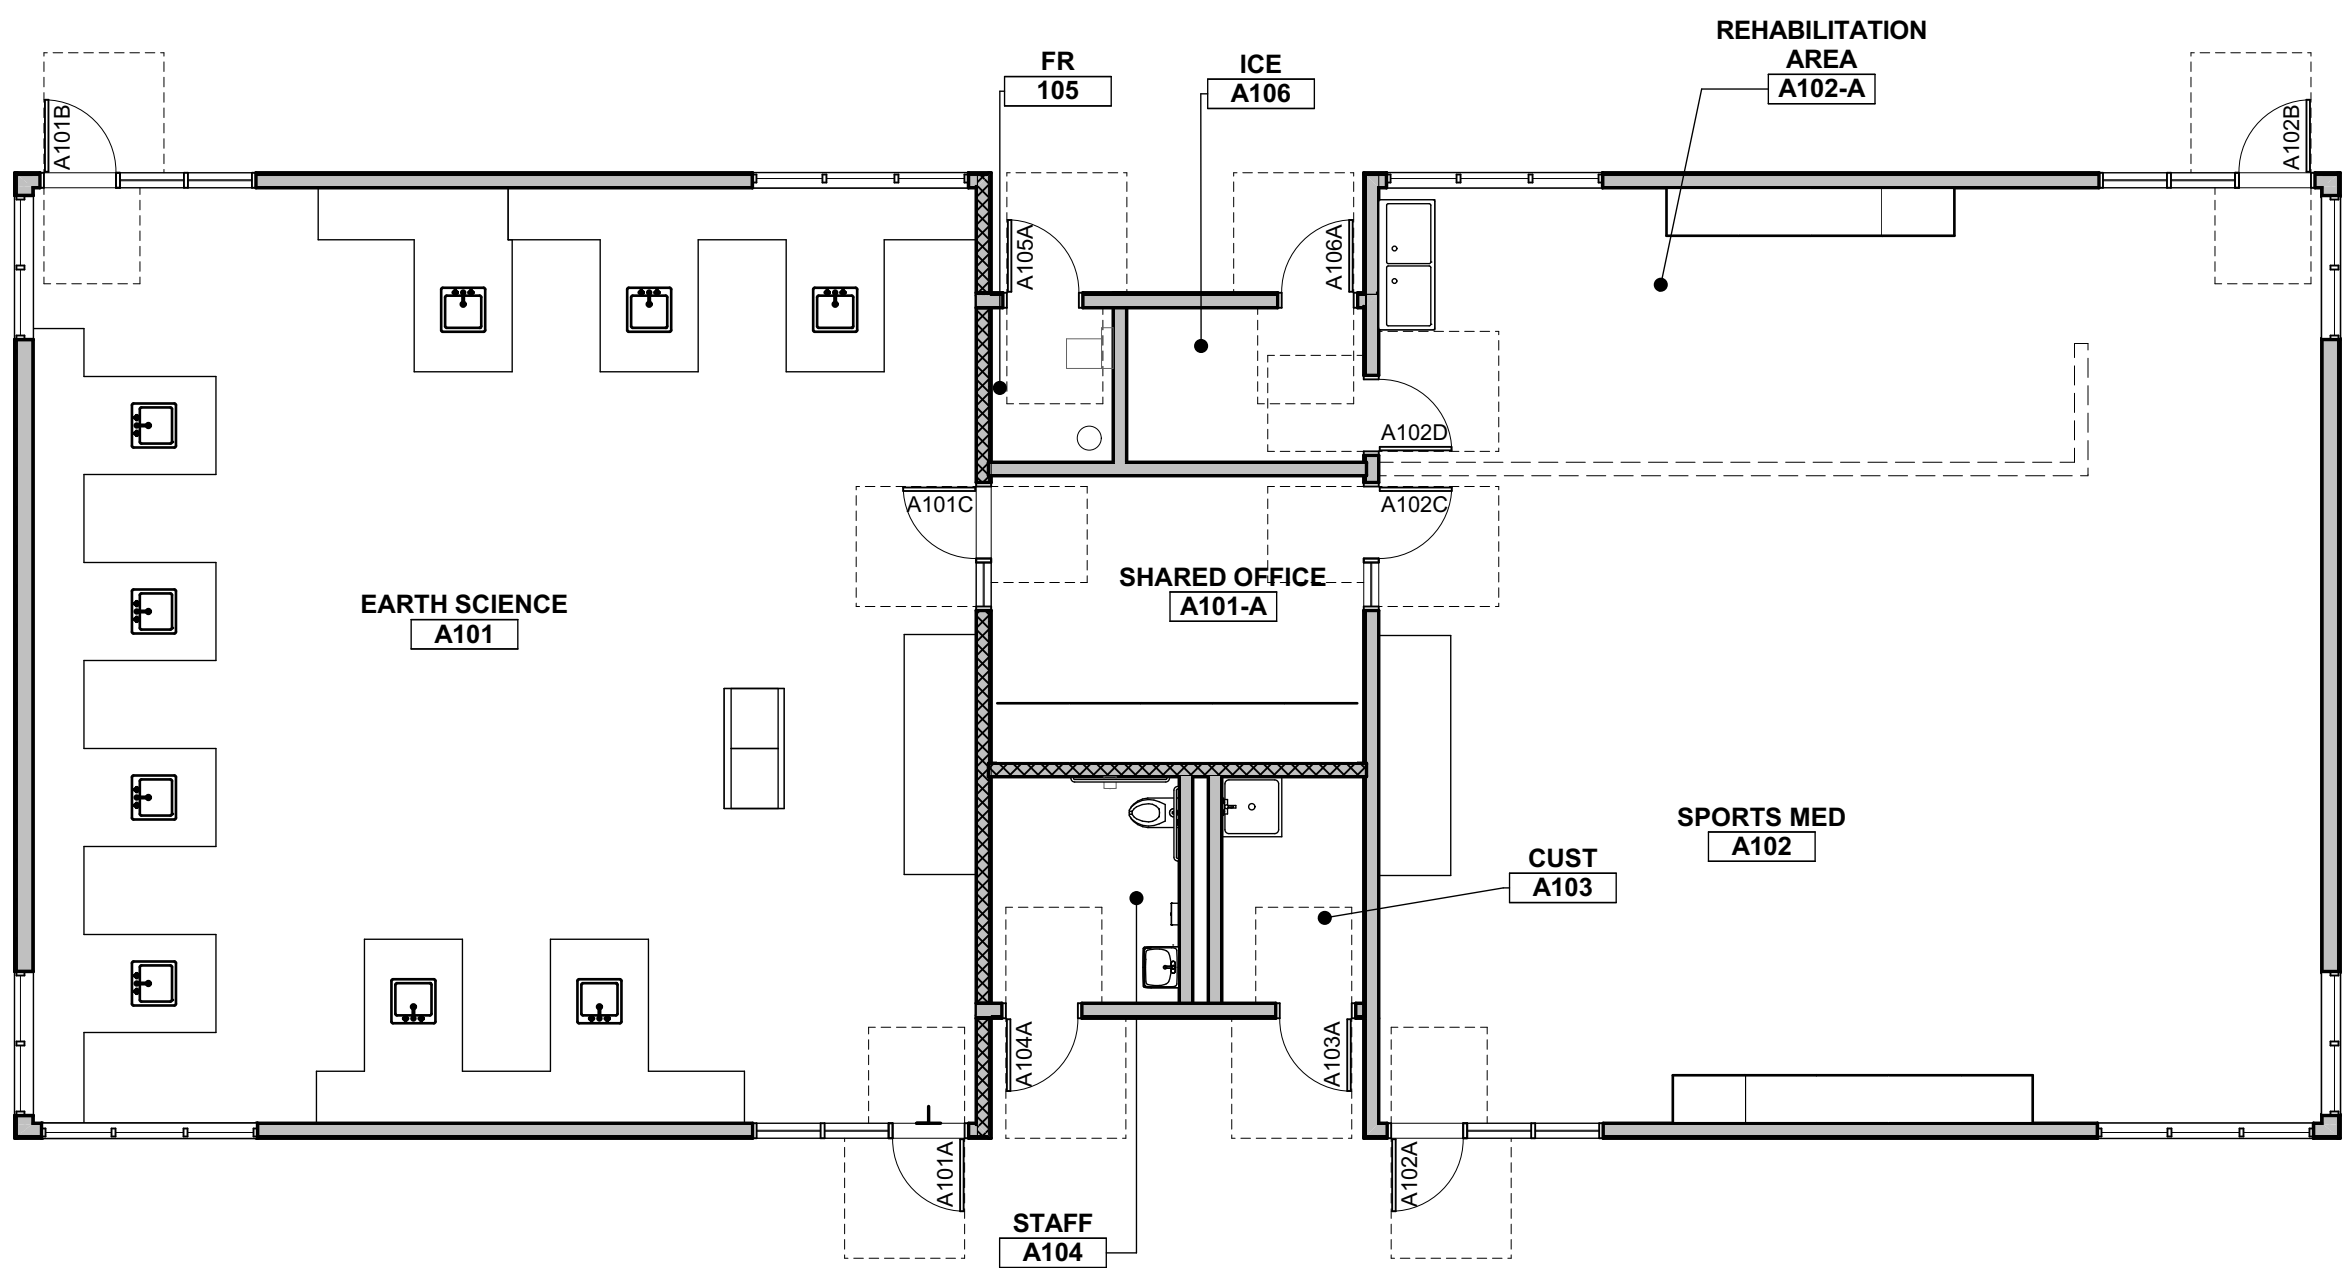 REHABILITATION
AREA
A102-A
FR
105
ICE
A106
A101B
A102B
A105A
A106A
A102D
A101C
A102C
SHARED OFFICE
A101-A
EARTH SCIENCE
A101
SPORTS MED
A102
CUST
A103
A104A
A103A
A101A
A102A
STAFF
A104